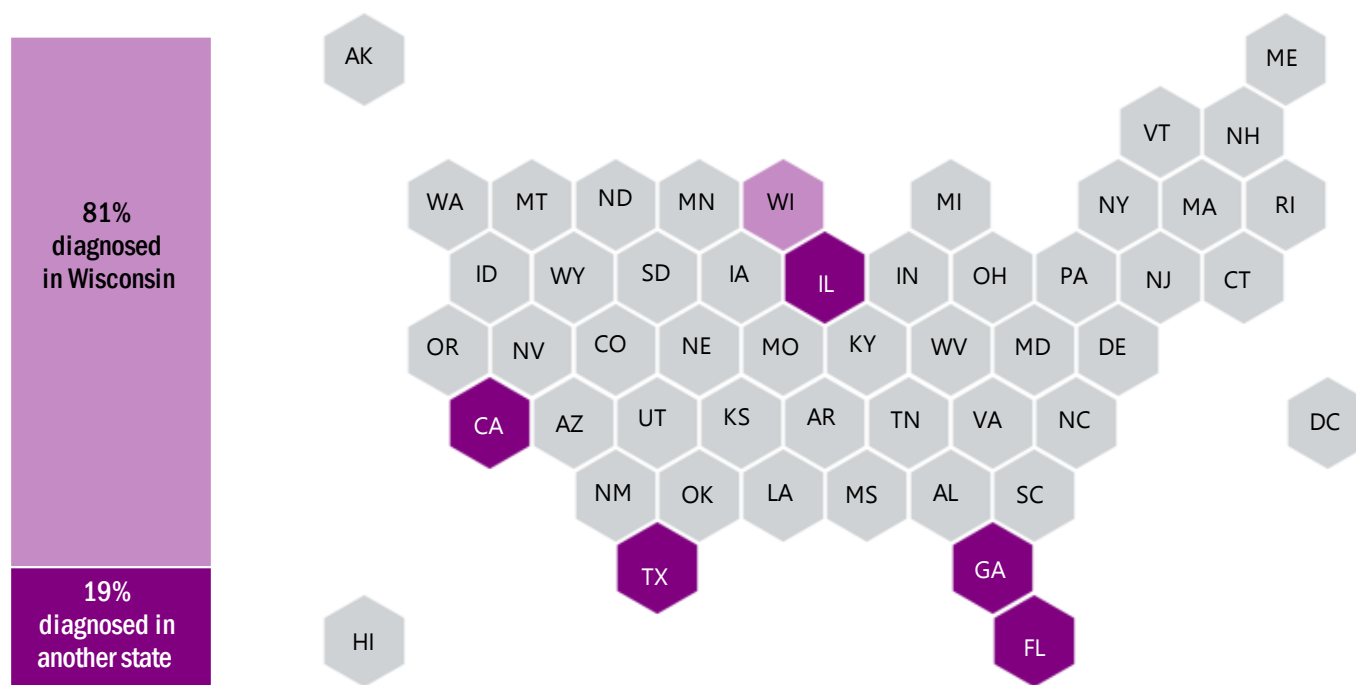 81%
diagnosed
in Wisconsin
19%
diagnosed in
another state
AK
ME
VT
NH
WA
MT
ND
MN
WI
MI
NY
MA
RI
ID
WY
SD
IA
IL
IN
OH
PA
NJ
CT
OR
NV
CO
NE
MO
KY
WV
MD
DE
CA
AZ
UT
KS
AR
TN
VA
NC
DC
NM
OK
LA
MS
AL
SC
TX
GA
HI
FL